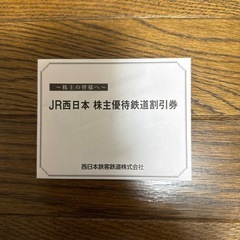 ～株主の皆様へ～
JR西日本 株主優待鉄道割引券
西日本旅客鉄道株式会社